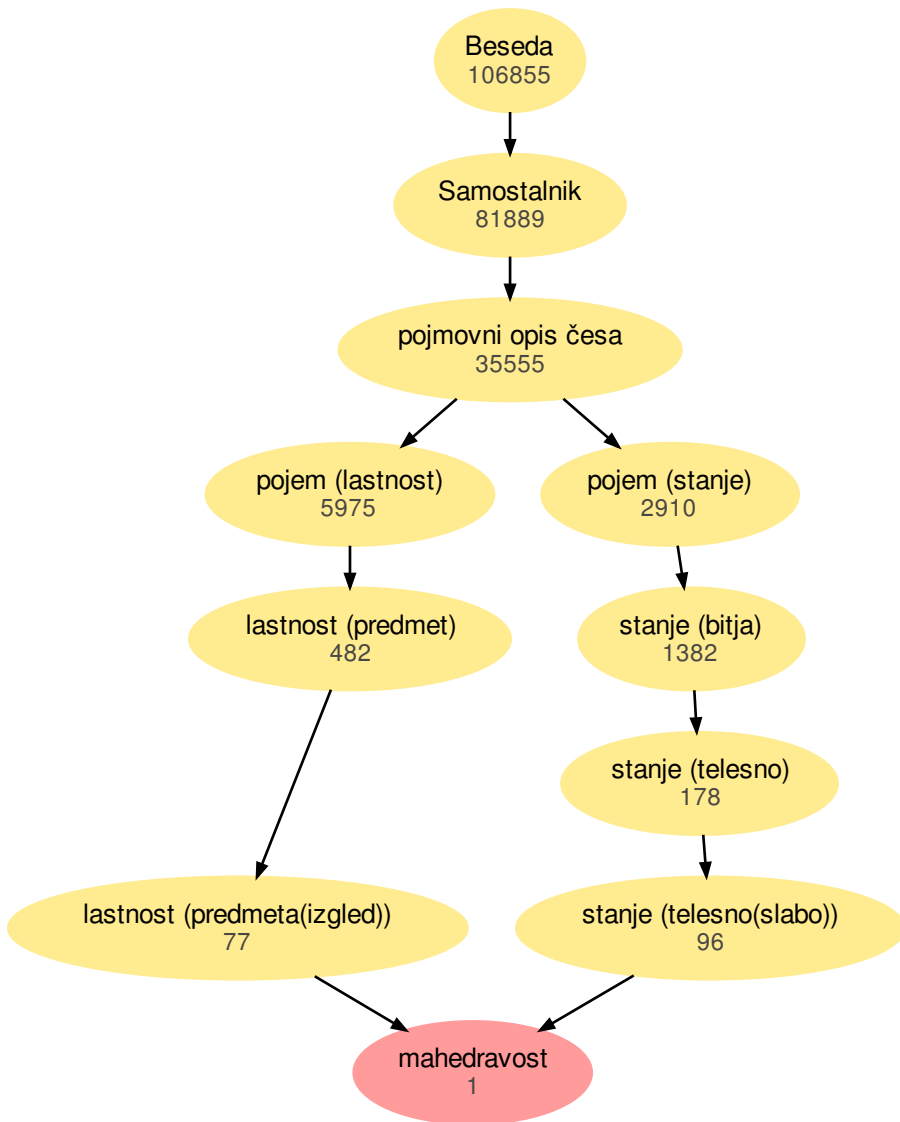 Beseda
106855
Samostalnik
81889
pojmovni opis česa
35555
pojem (lastnost)
5975
pojem (stanje)
2910
lastnost (predmet)
482
stanje (bitja)
1382
stanje (telesno)
178
lastnost (predmeta(izgled))
77
stanje (telesno(slabo))
96
mahedravost
1